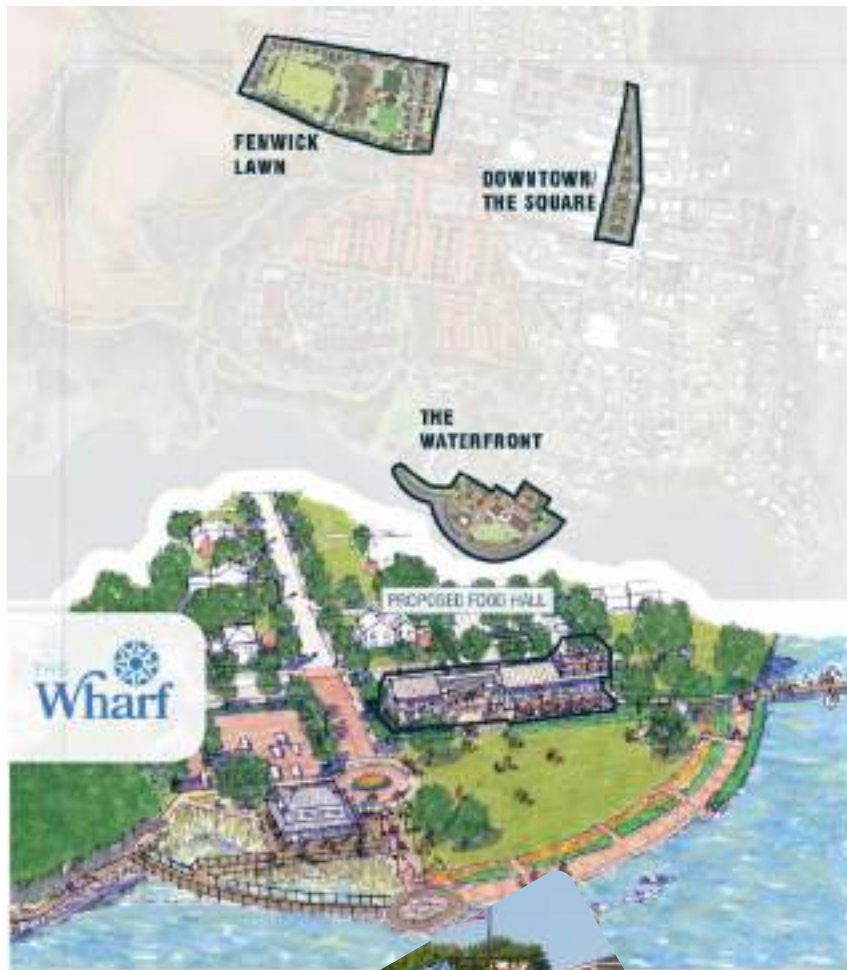 FENWICK
LAWN
DOWNTOWN/
THE SQUARE
THE
WATERFRONT
PROPOSED FOOD HALL
THE
Wharf